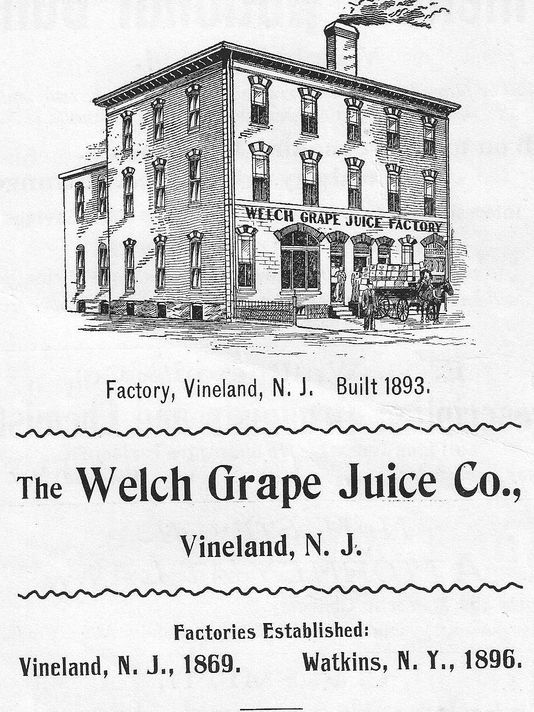 WELCH GRAPE JUICE FACTORY
Factory, Vineland, N. J. Built 1893.
The Welch Grape Juice Co.,
Vineland, N. J.
Factories Established:
Vineland, N. J., 1869. Watkins, N. Y., 1896.